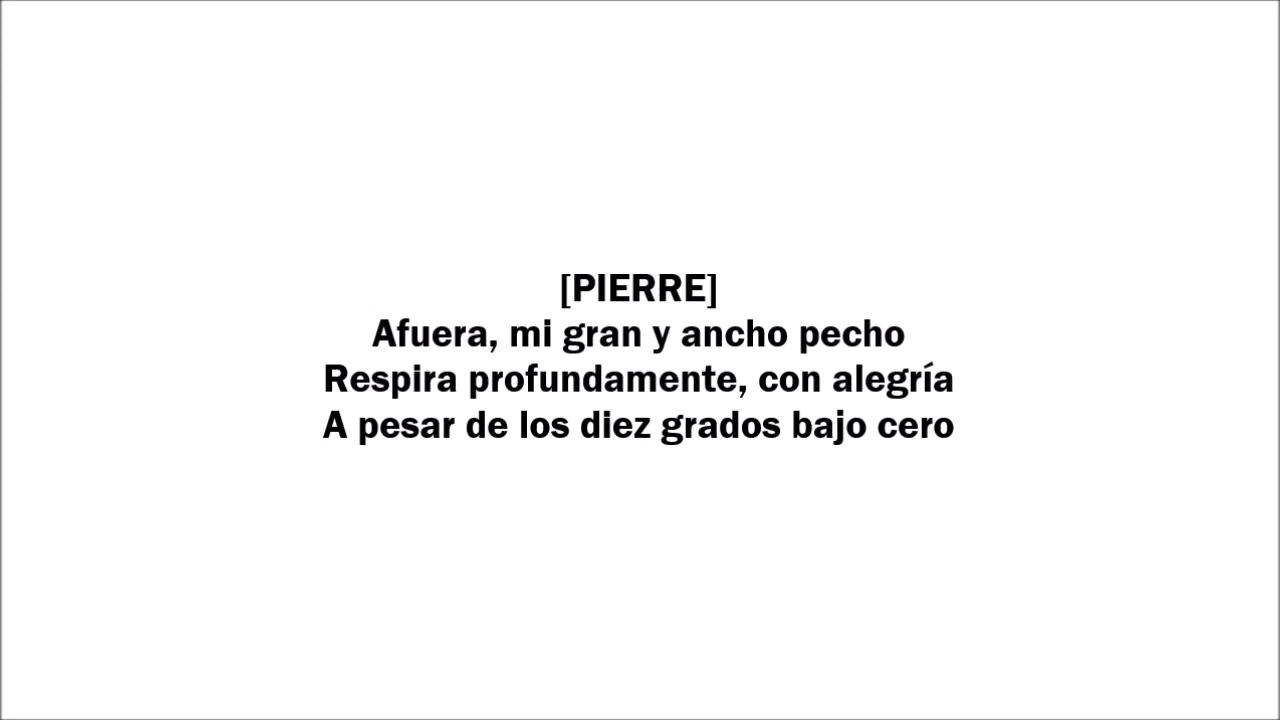 [PIERRE]
Afuera, mi gran y ancho pecho
Respira profundamente, con alegría
A pesar de los diez grados bajo cero